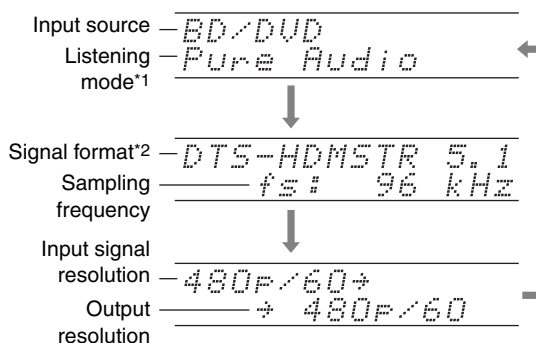 Input source
BD/DVD
Listening
mode*1
Pure Audio
Signal format*2
DTS-HDMSTR 5.1
Sampling
frequency
fs: 96 kHz
Input signal
resolution
480p/60→
Output
resolution
→ 480p/60